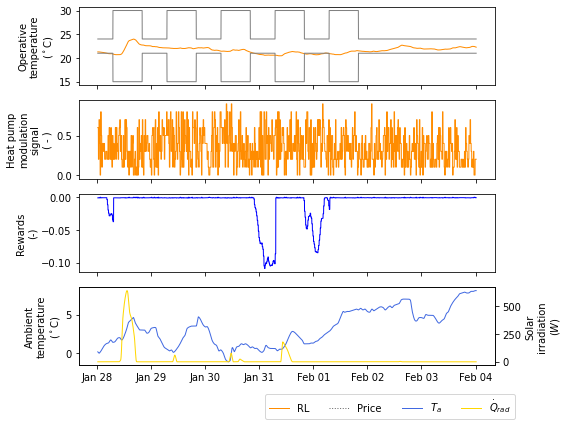 Operative
temperature
(°C)
30
25
20
15
Heat pump
modulation
signal
( - )
0.5
0.0
Rewards
(-)
0.00
−0.05
−0.10
Ambient
temperature
(°C)
5
0
500
250
0
Solar
irradiation
(W)
Jan 28 Jan 29 Jan 30 Jan 31 Feb 01 Feb 02 Feb 03 Feb 04
RL Price Tₐ Q̇rad